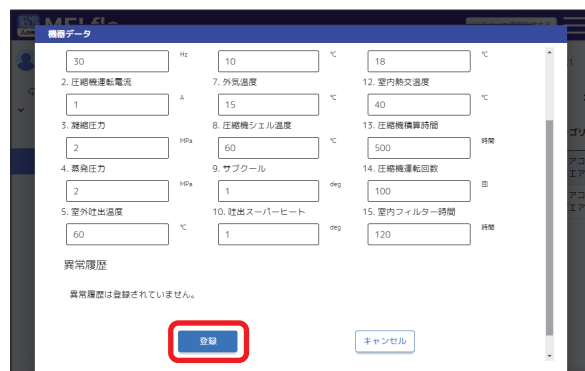 MELflo
機器データ
30 Hz 10 ℃ 18 ℃
2. 圧縮機運転電流 7. 外気温度 12. 室内熱交温度
1 A 15 ℃ 40 ℃
3. 凝縮圧力 8. 圧縮機シェル温度 13. 圧縮機積算時間
2 MPa 60 ℃ 500 時間
4. 蒸発圧力 9. サブクール 14. 圧縮機運転回数
2 MPa 1 deg 100 回
5. 室外吐出温度 10. 吐出スーパーヒート 15. 室内フィルター時間
60 ℃ 1 deg 120 時間
異常履歴
異常履歴は登録されていません。
登録 キャンセル